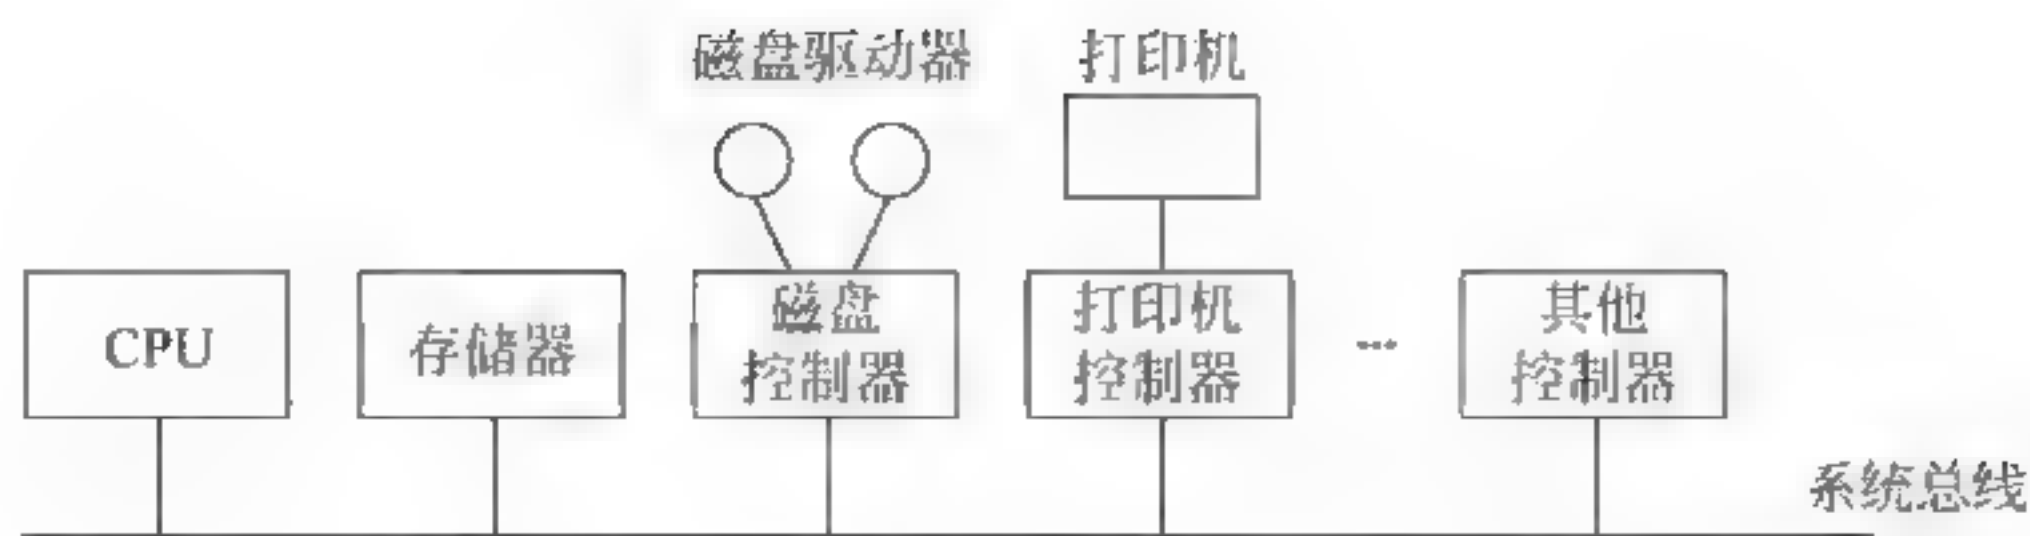 磁盘驱动器
打印机
CPU
存储器
磁盘
控制器
打印机
控制器
...
其他
控制器
系统总线